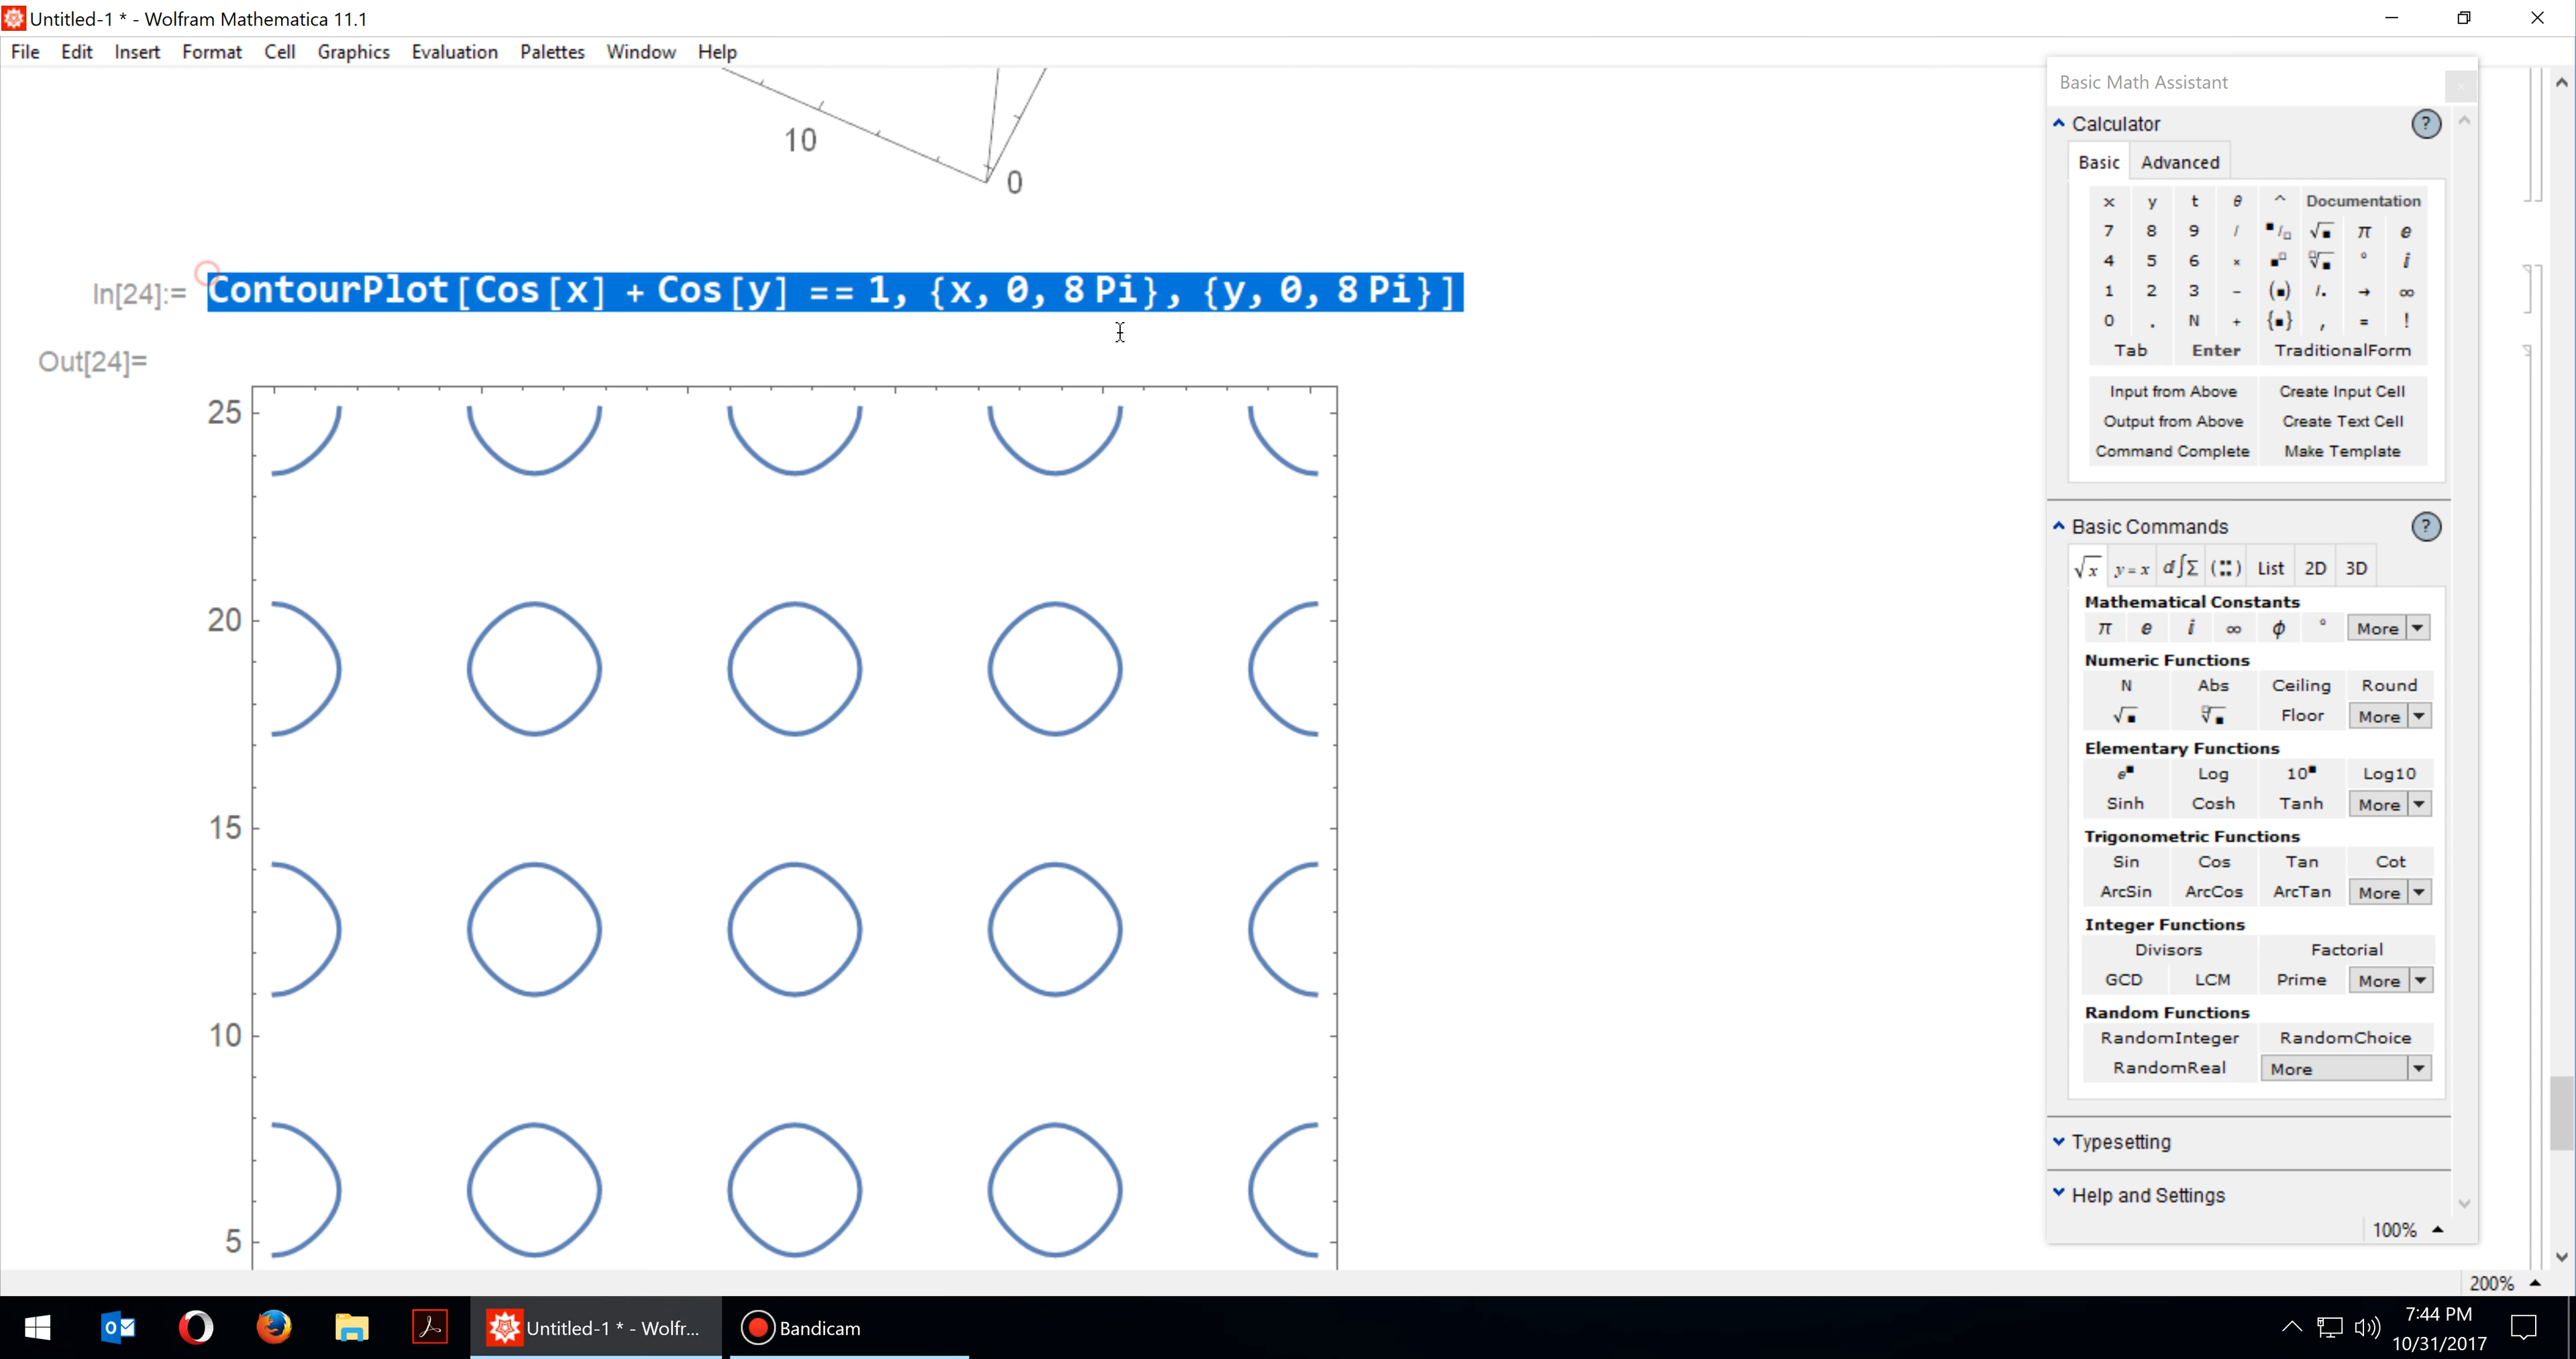 Untitled-1 * - Wolfram Mathematica 11.1
File Edit Insert Format Cell Graphics Evaluation Palettes Window Help
10
0
In[24]:= ContourPlot[Cos[x] + Cos[y] == 1, {x, 0, 8 Pi}, {y, 0, 8 Pi}]
Out[24]=
25
20
15
10
5
Basic Math Assistant
Calculator ?
Basic Advanced
x y t θ ^ Documentation
7 8 9 / ■/□ √■ π e
4 5 6 × ■□ □√■ ° i
1 2 3 − (■) /. → ∞
0 . N + {■} , = !
Tab Enter TraditionalForm
Input from Above Create Input Cell
Output from Above Create Text Cell
Command Complete Make Template
Basic Commands ?
√x y=x d∫Σ (::) List 2D 3D
Mathematical Constants
π e i ∞ ϕ ° More
Numeric Functions
N Abs Ceiling Round
√■ □√■ Floor More
Elementary Functions
e■ Log 10■ Log10
Sinh Cosh Tanh More
Trigonometric Functions
Sin Cos Tan Cot
ArcSin ArcCos ArcTan More
Integer Functions
Divisors Factorial
GCD LCM Prime More
Random Functions
RandomInteger RandomChoice
RandomReal More
Typesetting
Help and Settings
100%
200%
Untitled-1 * - Wolfr...
Bandicam
7:44 PM
10/31/2017